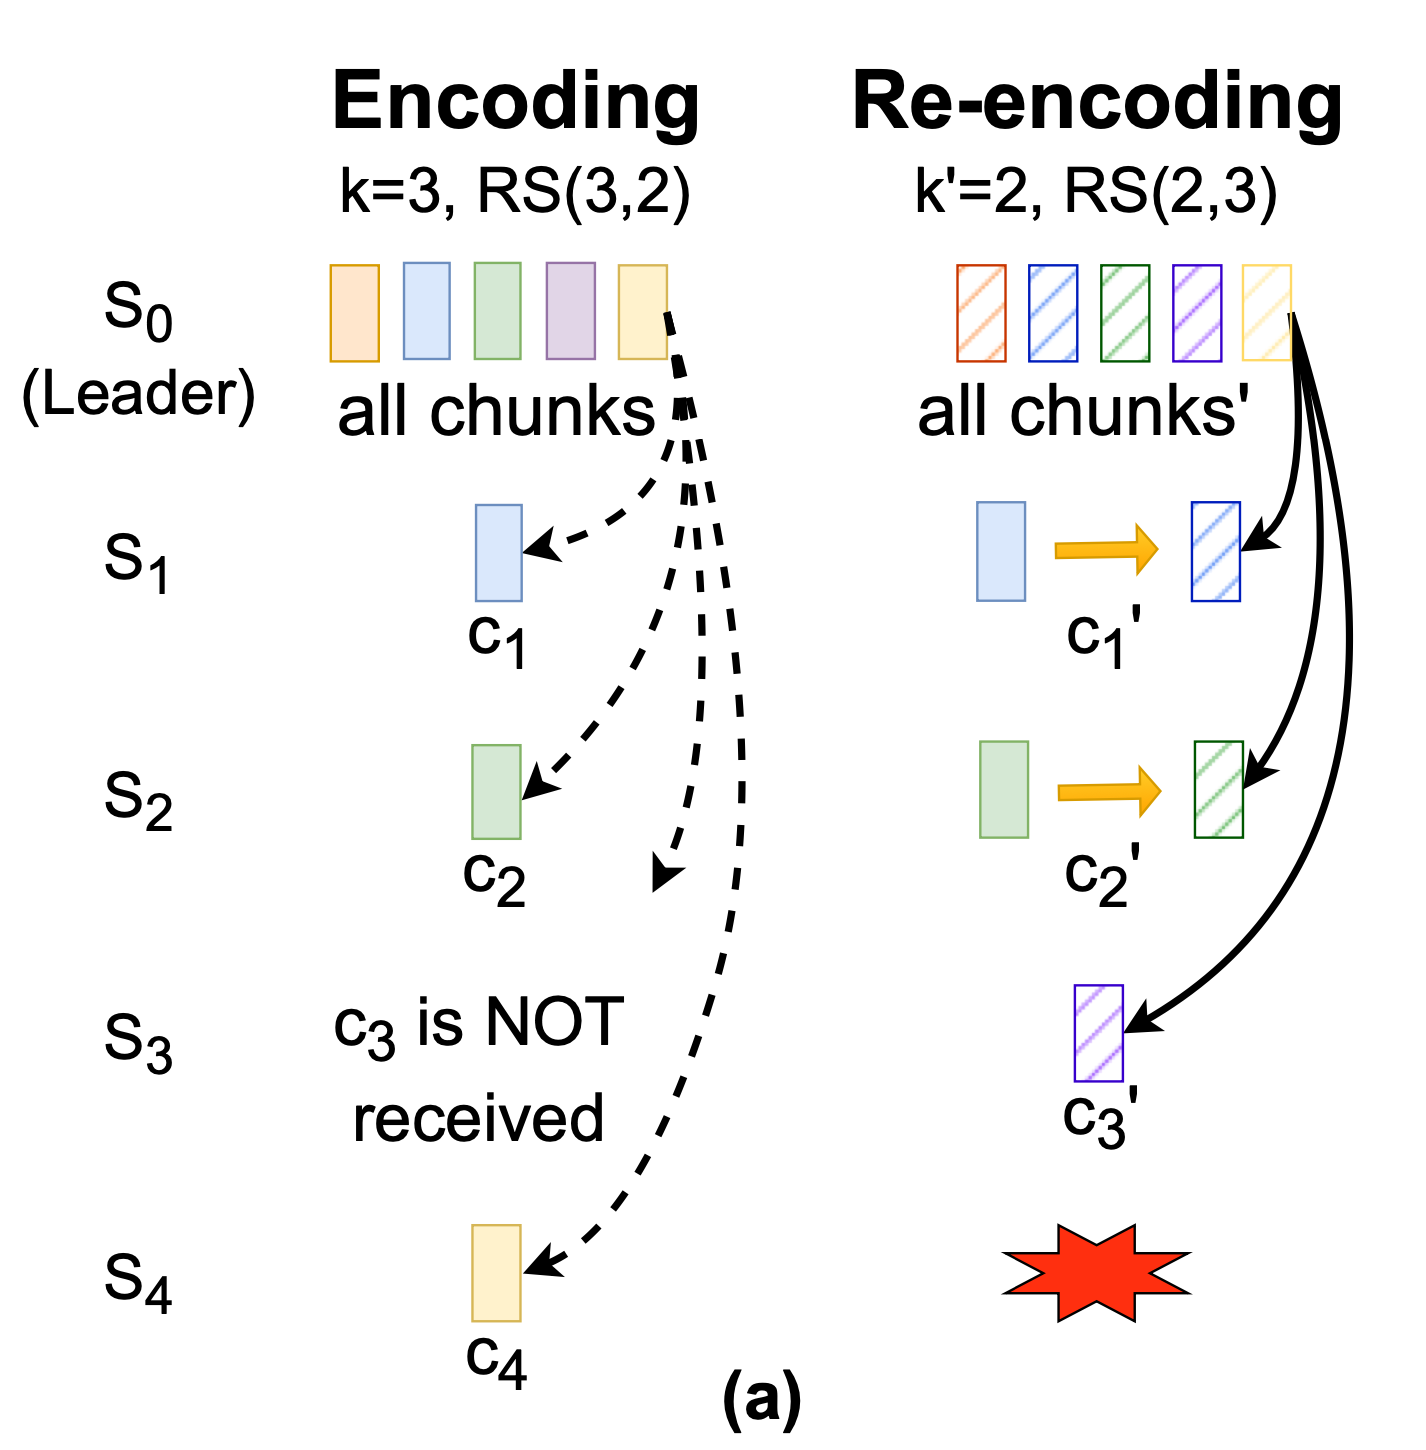 Encoding Re-encoding
k=3, RS(3,2) k'=2, RS(2,3)
S0
(Leader)
all chunks all chunks'
S1
c1 c1'
S2
c2 c2'
S3
c3 is NOT
received
c3'
S4
c4
(a)